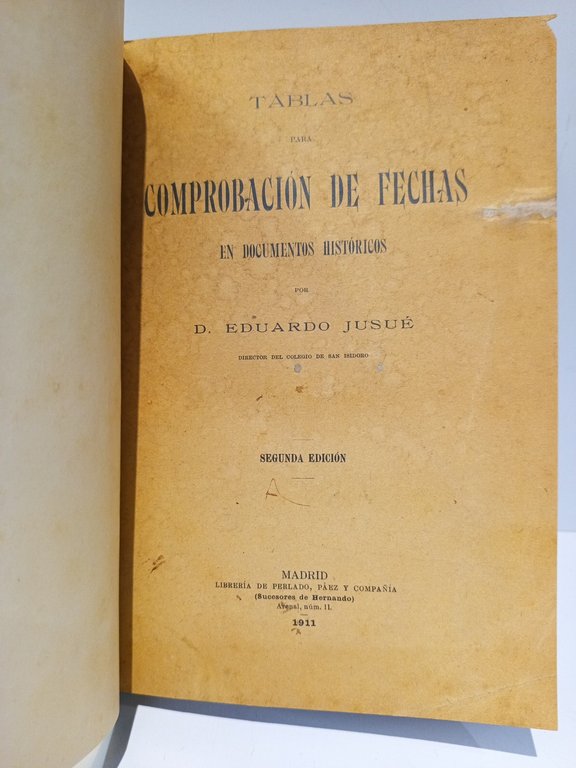 TABLAS
PARA
COMPROBACIÓN DE FECHAS
EN DOCUMENTOS HISTÓRICOS
POR
D. EDUARDO JUSUÉ
DIRECTOR DEL COLEGIO DE SAN ISIDORO
SEGUNDA EDICIÓN
MADRID
LIBRERÍA DE PERLADO, PÁEZ Y COMPAÑÍA
(Sucesores de Hernando)
Arenal, núm. 11.
1911